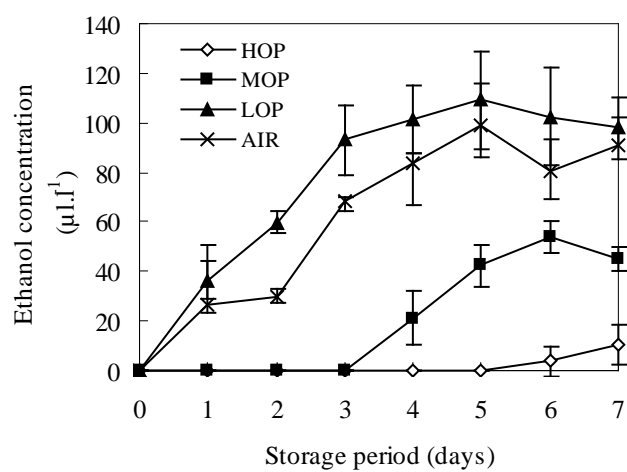 140
120
100
80
60
40
20
0
Ethanol concentration
(µl.l⁻¹)
HOP
MOP
LOP
AIR
0 1 2 3 4 5 6 7
Storage period (days)